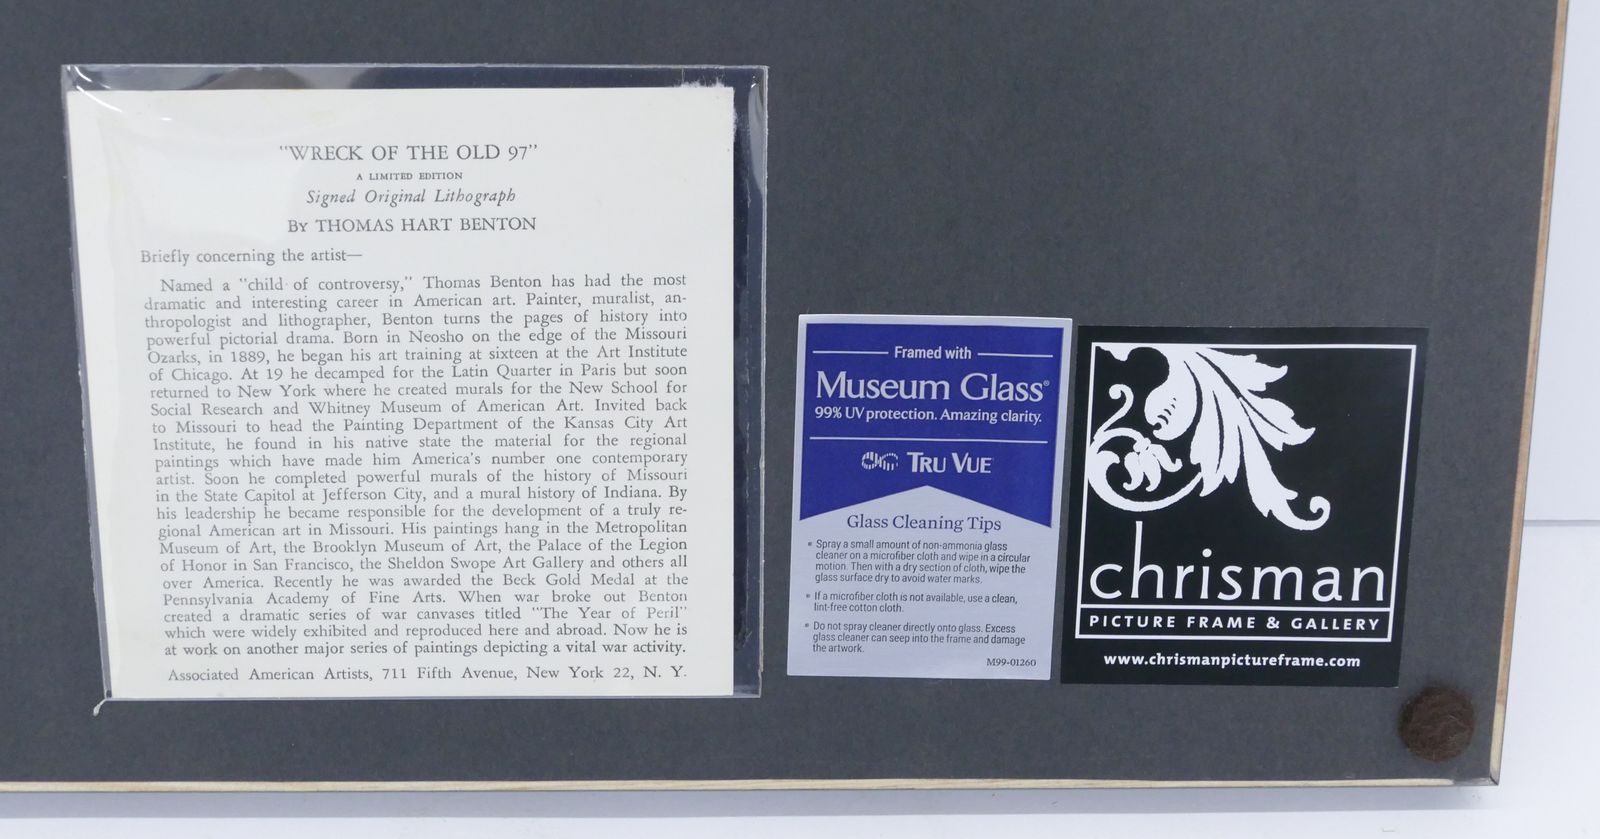 "WRECK OF THE OLD 97"
A LIMITED EDITION
Signed Original Lithograph
By THOMAS HART BENTON
Briefly concerning the artist—
Named a "child of controversy," Thomas Benton has had the most
dramatic and interesting career in American art. Painter, muralist, an-
thropologist and lithographer, Benton turns the pages of history into
powerful pictorial drama. Born in Neosho on the edge of the Missouri
Ozarks, in 1889, he began his art training at sixteen at the Art Institute
of Chicago. At 19 he decamped for the Latin Quarter in Paris but soon
returned to New York where he created murals for the New School for
Social Research and Whitney Museum of American Art. Invited back
to Missouri to head the Painting Department of the Kansas City Art
Institute, he found in his native state the material for the regional
paintings which have made him America's number one contemporary
artist. Soon he completed powerful murals of the history of Missouri
in the State Capitol at Jefferson City, and a mural history of Indiana. By
his leadership he became responsible for the development of a truly re-
gional American art in Missouri. His paintings hang in the Metropolitan
Museum of Art, the Brooklyn Museum of Art, the Palace of the Legion
of Honor in San Francisco, the Sheldon Swope Art Gallery and others all
over America. Recently he was awarded the Beck Gold Medal at the
Pennsylvania Academy of Fine Arts. When war broke out Benton
created a dramatic series of war canvases titled "The Year of Peril"
which were widely exhibited and reproduced here and abroad. Now he is
at work on another major series of paintings depicting a vital war activity.
Associated American Artists, 711 Fifth Avenue, New York 22, N. Y.
Framed with
Museum Glass®
99% UV protection. Amazing clarity.
TRU VUE
Glass Cleaning Tips
• Spray a small amount of non-ammonia glass
cleaner on a microfiber cloth and wipe in a circular
motion. Then with a dry section of cloth, wipe the
glass surface dry to avoid water marks.
• If a microfiber cloth is not available, use a clean,
lint-free cotton cloth.
• Do not spray cleaner directly onto glass. Excess
glass cleaner can seep into the frame and damage
the artwork.
M99-01260
chrisman
PICTURE FRAME & GALLERY
www.chrismanpictureframe.com